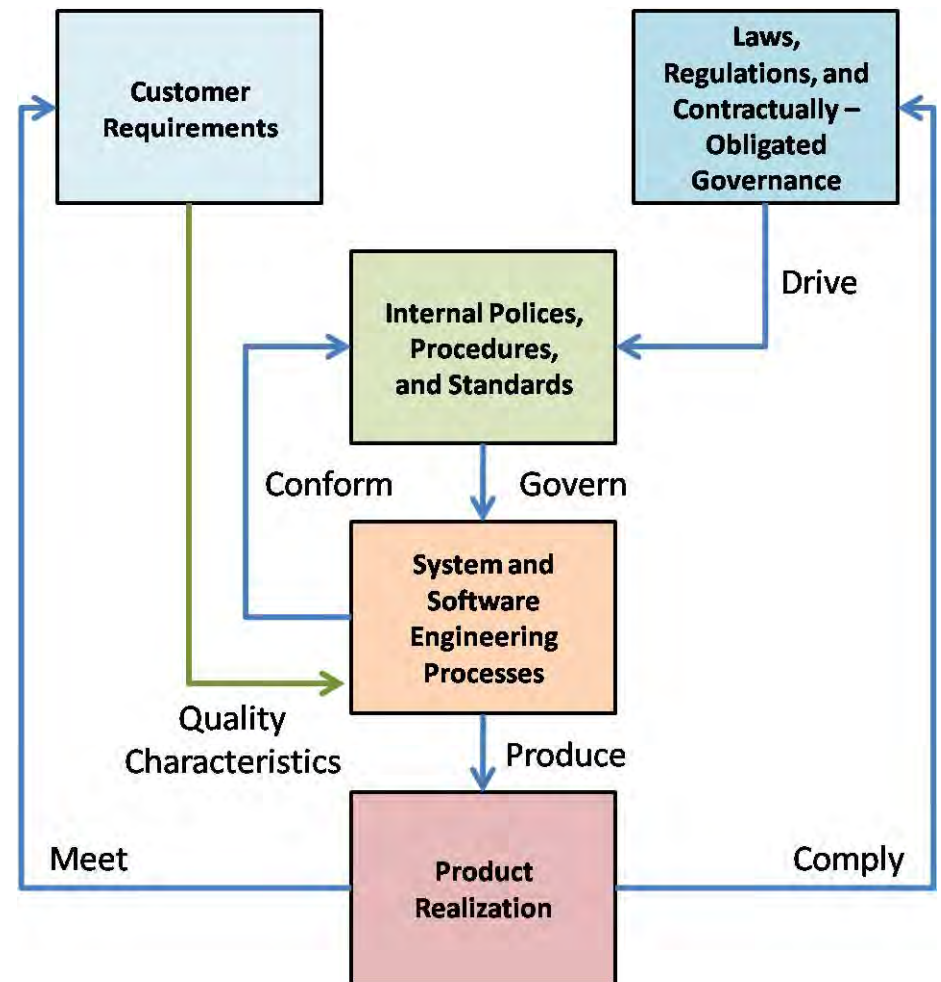 Customer
Requirements
Laws,
Regulations, and
Contractually –
Obligated
Governance
Drive
Internal Polices,
Procedures,
and Standards
Conform
Govern
System and
Software
Engineering
Processes
Quality
Characteristics
Produce
Meet
Comply
Product
Realization